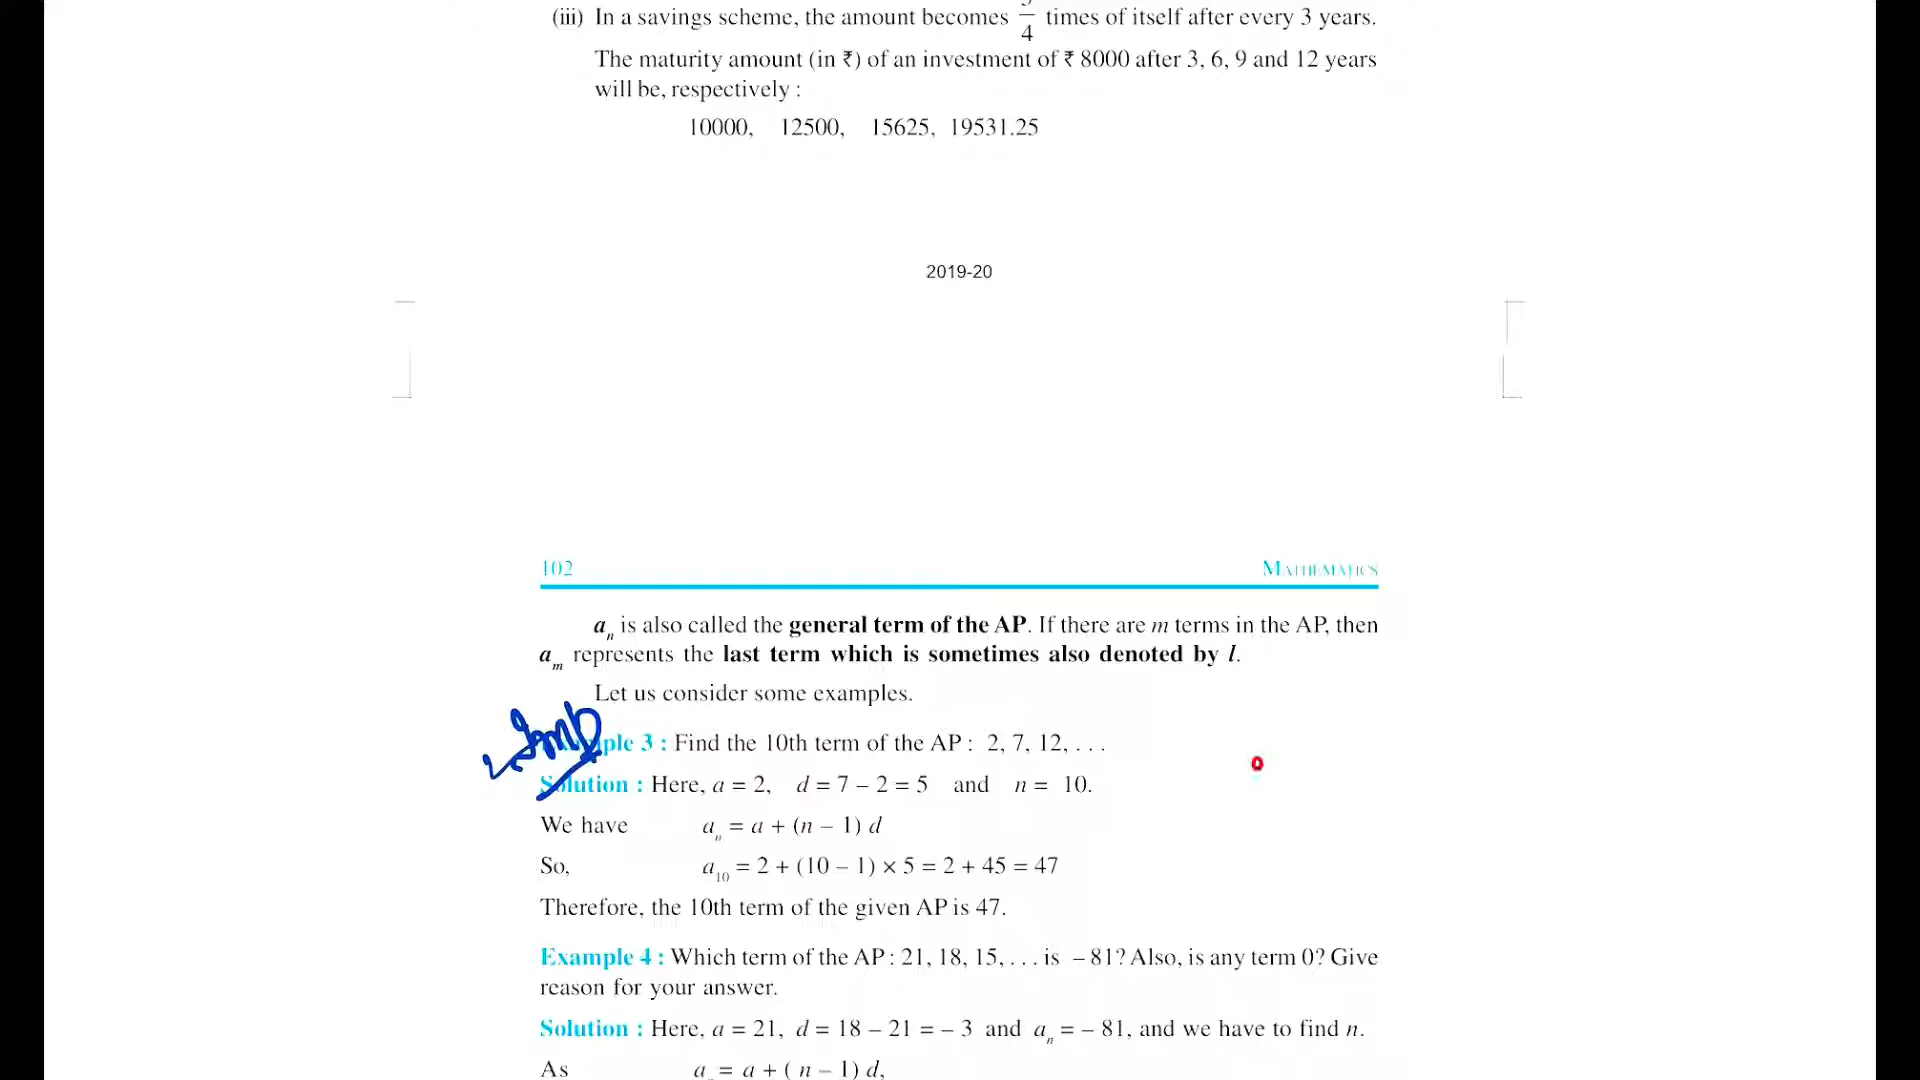 (iii) In a savings scheme, the amount becomes 5/4 times of itself after every 3 years.
The maturity amount (in ₹) of an investment of ₹ 8000 after 3, 6, 9 and 12 years
will be, respectively :
10000, 12500, 15625, 19531.25
2019-20
102 MATHEMATICS
aₙ is also called the general term of the AP. If there are m terms in the AP, then
aₘ represents the last term which is sometimes also denoted by l.
Let us consider some examples.
Imp
ple 3 : Find the 10th term of the AP : 2, 7, 12, . . .
Solution : Here, a = 2, d = 7 – 2 = 5 and n = 10.
We have aₙ = a + (n – 1) d
So, a₁₀ = 2 + (10 – 1) × 5 = 2 + 45 = 47
Therefore, the 10th term of the given AP is 47.
Example 4 : Which term of the AP : 21, 18, 15, . . . is – 81? Also, is any term 0? Give
reason for your answer.
Solution : Here, a = 21, d = 18 – 21 = – 3 and aₙ = – 81, and we have to find n.
As aₙ = a + ( n – 1) d,